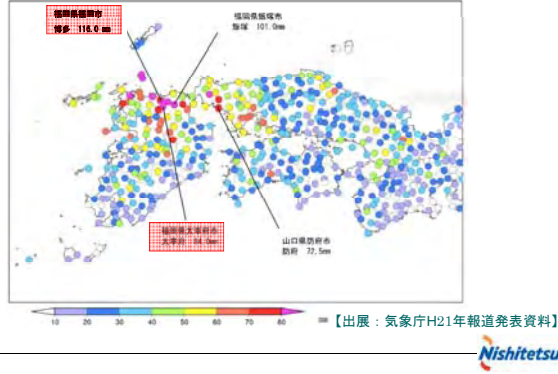 福岡県福岡市
博多 116.0mm
福岡県飯塚市
飯塚 101.0mm
福岡県太宰府市
太宰府 84.0mm
山口県防府市
防府 72.5mm
10 20 30 40 50 60 70 80 mm
【出展：気象庁H21年報道発表資料】
Nishitetsu